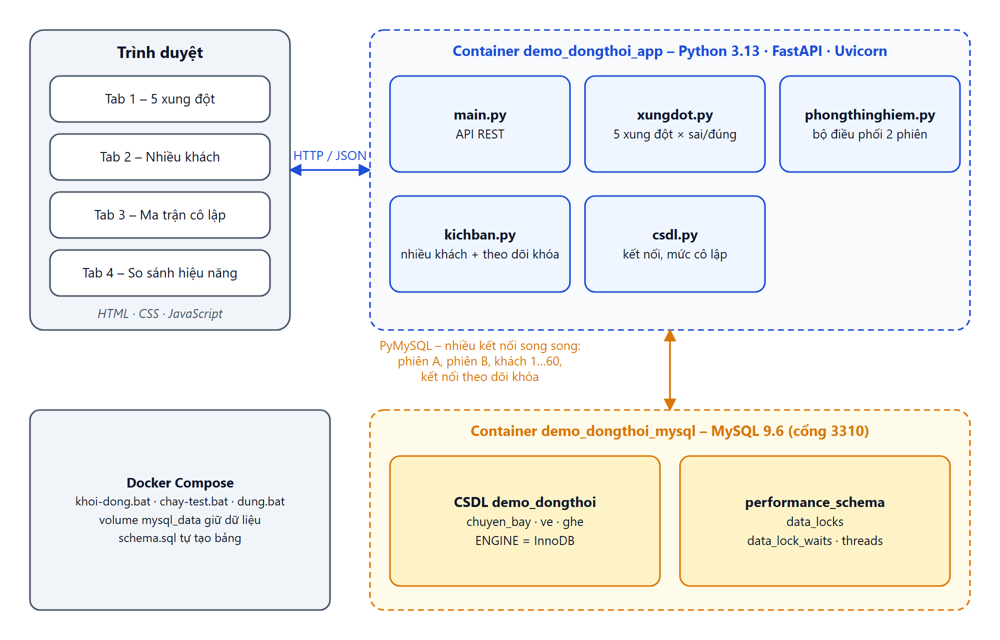 Trình duyệt
Tab 1 – 5 xung đột
Tab 2 – Nhiều khách
Tab 3 – Ma trận cô lập
Tab 4 – So sánh hiệu năng
HTML · CSS · JavaScript
HTTP / JSON
Container demo_dongthoi_app – Python 3.13 · FastAPI · Uvicorn
main.py
API REST
xungdot.py
5 xung đột × sai/đúng
phongthinghiem.py
bộ điều phối 2 phiên
kichban.py
nhiều khách + theo dõi khóa
csdl.py
kết nối, mức cô lập
PyMySQL – nhiều kết nối song song:
phiên A, phiên B, khách 1…60,
kết nối theo dõi khóa
Docker Compose
khoi-dong.bat · chay-test.bat · dung.bat
volume mysql_data giữ dữ liệu
schema.sql tự tạo bảng
Container demo_dongthoi_mysql – MySQL 9.6 (cổng 3310)
CSDL demo_dongthoi
chuyen_bay · ve · ghe
ENGINE = InnoDB
performance_schema
data_locks
data_lock_waits · threads